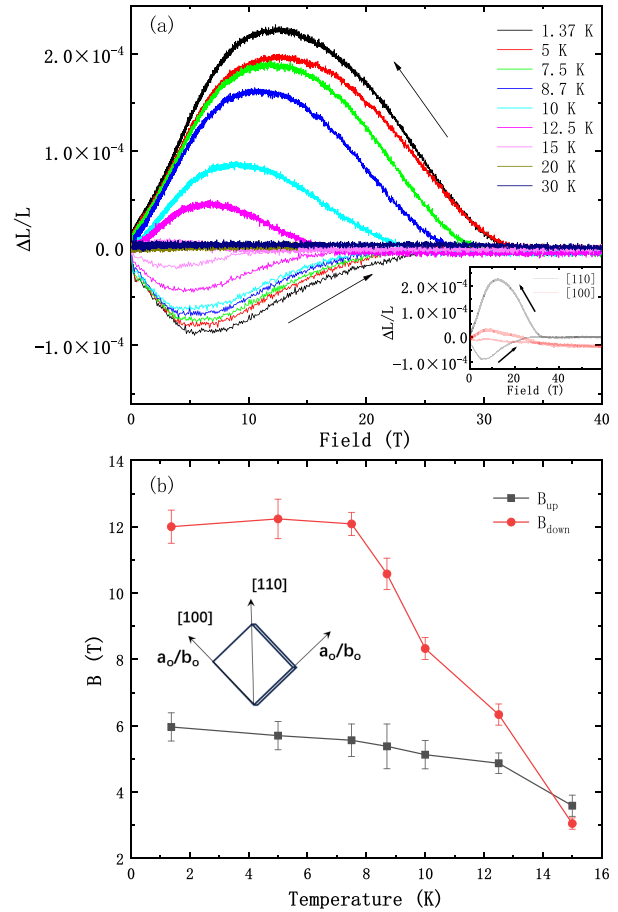 (a)
2.0×10⁻⁴
1.0×10⁻⁴
0.0
−1.0×10⁻⁴
ΔL/L
1.37 K
5 K
7.5 K
8.7 K
10 K
12.5 K
15 K
20 K
30 K
[110]
[100]
2.0×10⁻⁴
1.0×10⁻⁴
0.0
−1.0×10⁻⁴
ΔL/L
0 20 40
Field (T)
0 10 20 30 40
Field (T)
(b)
14
12
10
8
6
4
2
B (T)
B_up
B_down
[110]
[100]
a_o/b_o
a_o/b_o
0 2 4 6 8 10 12 14 16
Temperature (K)